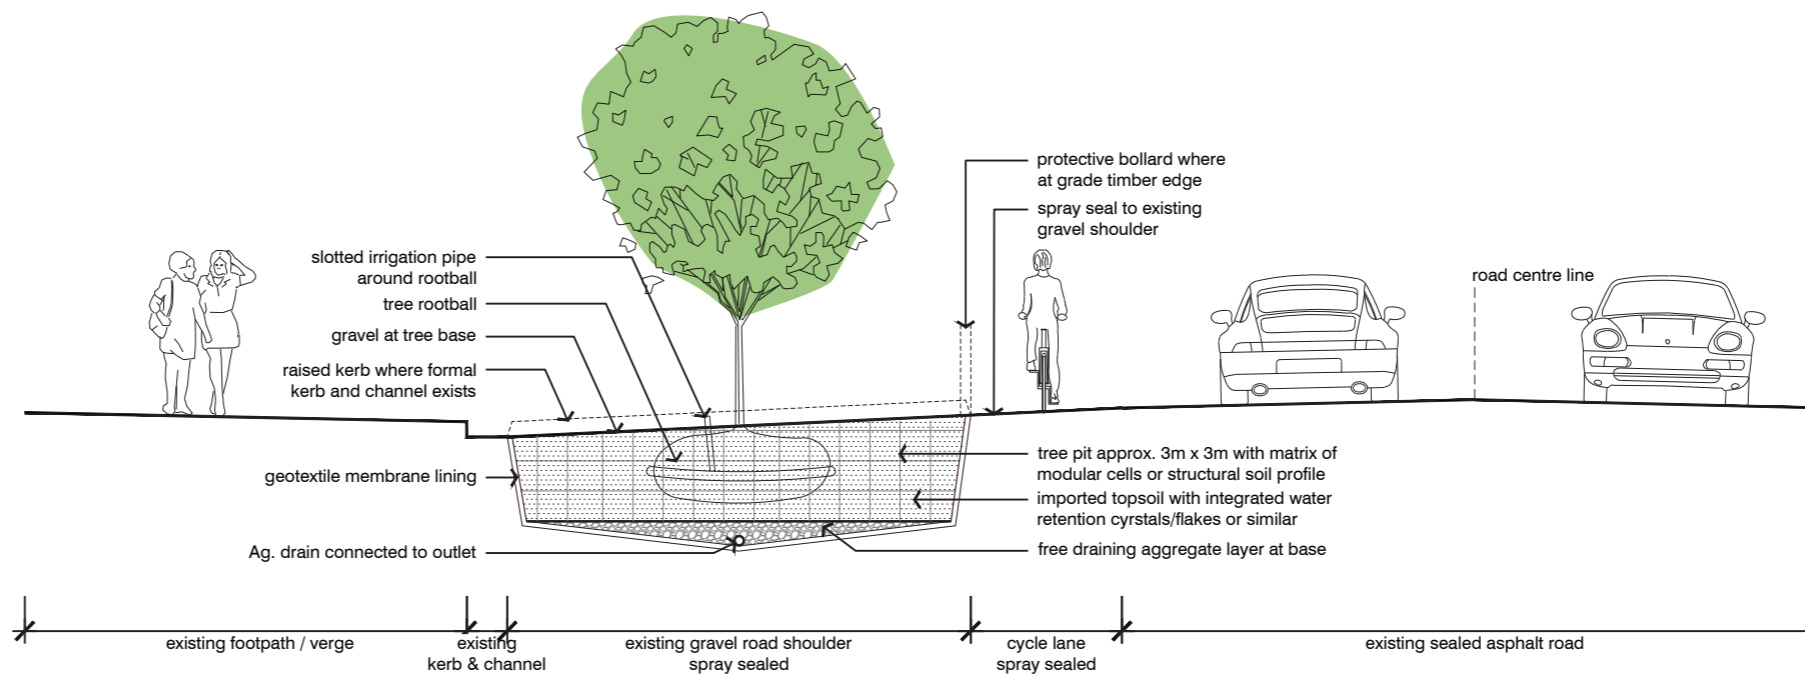 protective bollard where
at grade timber edge
spray seal to existing
gravel shoulder
slotted irrigation pipe
around rootball
tree rootball
gravel at tree base
raised kerb where formal
kerb and channel exists
road centre line
geotextile membrane lining
Ag. drain connected to outlet
tree pit approx. 3m x 3m with matrix of
modular cells or structural soil profile
imported topsoil with integrated water
retention cyrstals/flakes or similar
free draining aggregate layer at base
existing footpath / verge
existing
kerb & channel
existing gravel road shoulder
spray sealed
cycle lane
spray sealed
existing sealed asphalt road